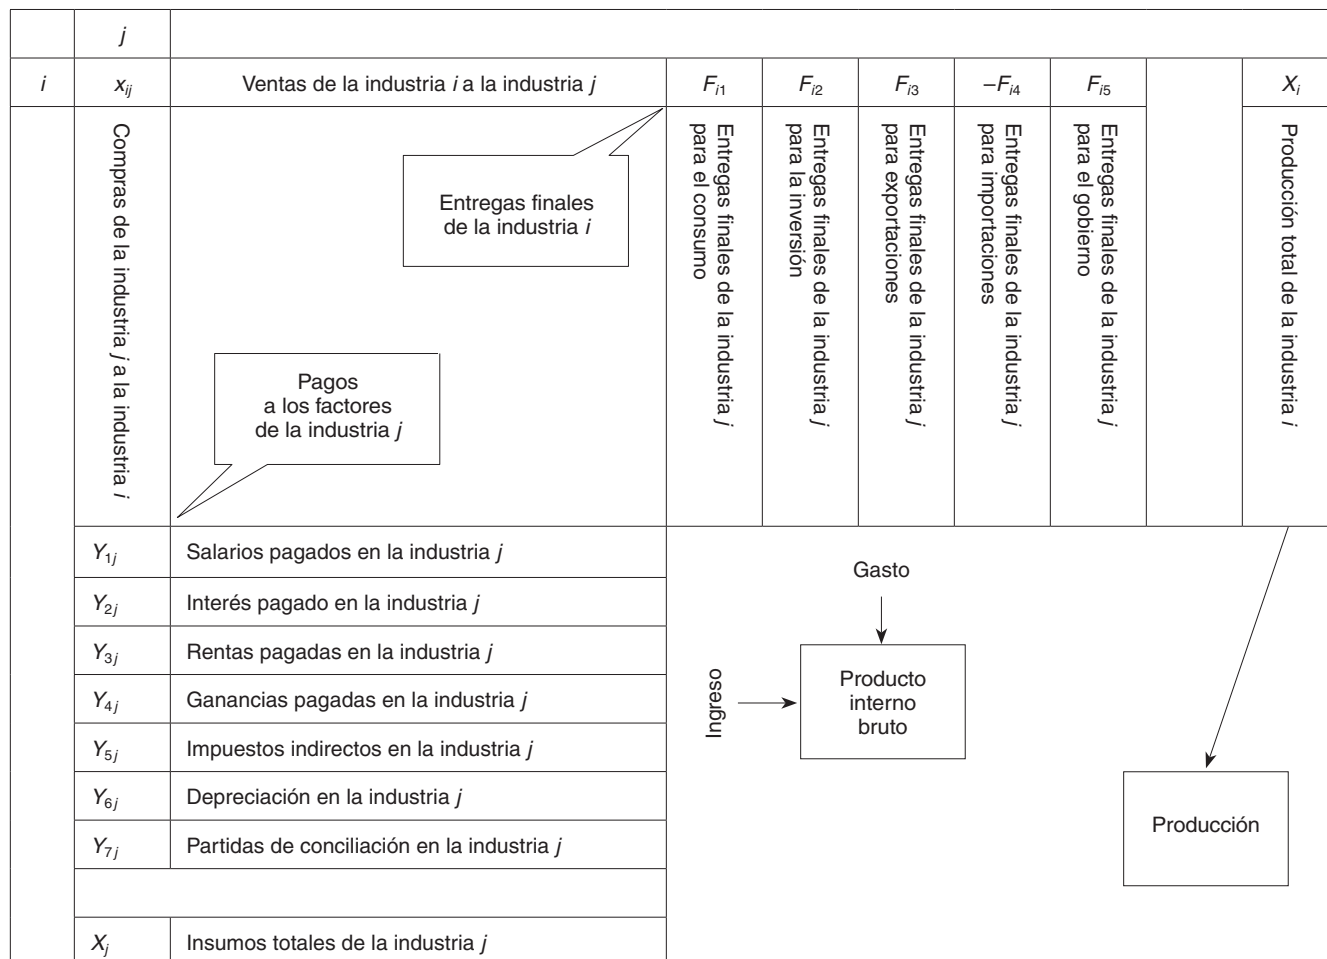 j
i
x_ij
Ventas de la industria i a la industria j
F_i1
F_i2
F_i3
–F_i4
F_i5
X_i
Compras de la industria j a la industria i
Entregas finales
de la industria i
Entregas finales de la industria j
para el consumo
Entregas finales de la industria j
para la inversión
Entregas finales de la industria j
para exportaciones
Entregas finales de la industria j
para importaciones
Entregas finales de la industria j
para el gobierno
Producción total de la industria i
Pagos
a los factores
de la industria j
Y_1j
Salarios pagados en la industria j
Y_2j
Interés pagado en la industria j
Y_3j
Rentas pagadas en la industria j
Y_4j
Ganancias pagadas en la industria j
Y_5j
Impuestos indirectos en la industria j
Y_6j
Depreciación en la industria j
Y_7j
Partidas de conciliación en la industria j
X_j
Insumos totales de la industria j
Gasto
Ingreso
Producto
interno
bruto
Producción